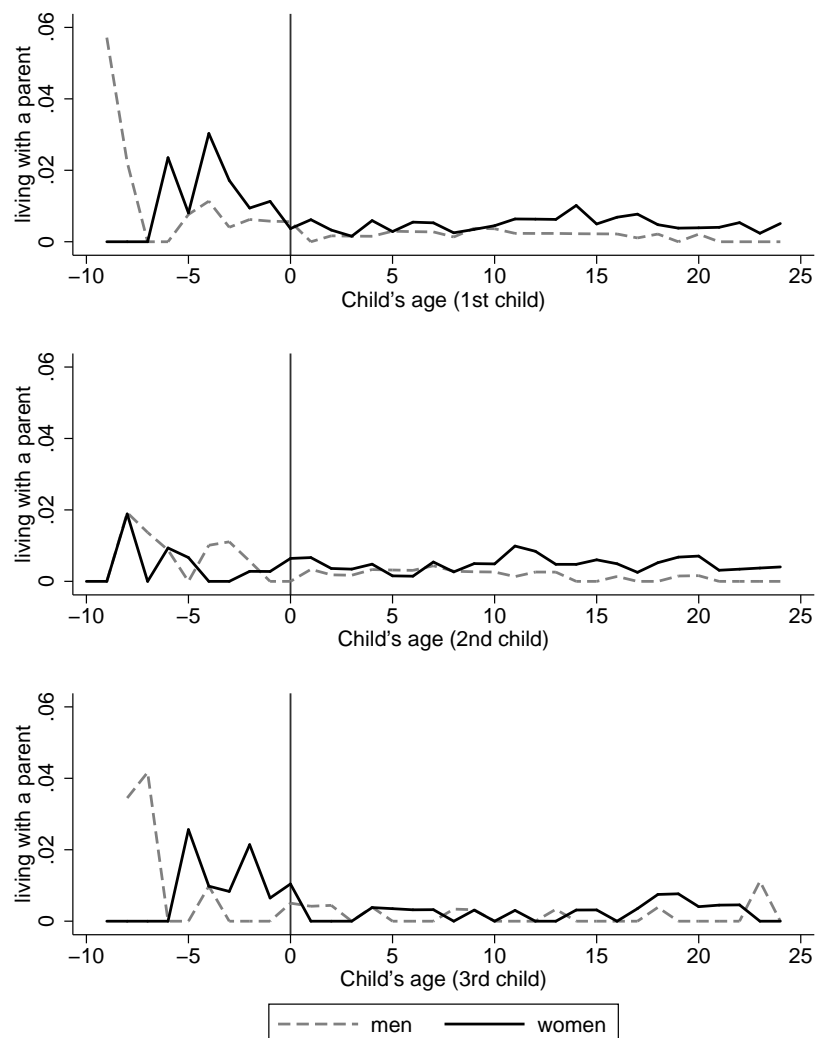 living with a parent
0 .02 .04 .06
−10 −5 0 5 10 15 20 25
Child’s age (1st child)
living with a parent
0 .02 .04 .06
−10 −5 0 5 10 15 20 25
Child’s age (2nd child)
living with a parent
0 .02 .04 .06
−10 −5 0 5 10 15 20 25
Child’s age (3rd child)
men women